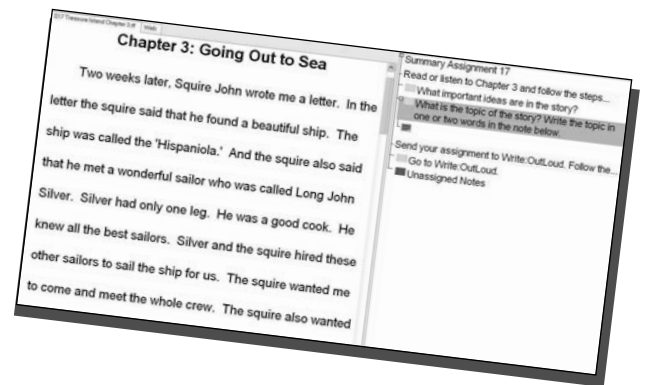 S17 Treasure Island Chapter 3.rtf Web
Chapter 3: Going Out to Sea
Two weeks later, Squire John wrote me a letter. In the
letter the squire said that he found a beautiful ship. The
ship was called the 'Hispaniola.' And the squire also said
that he met a wonderful sailor who was called Long John
Silver. Silver had only one leg. He was a good cook. He
knew all the best sailors. Silver and the squire hired these
other sailors to sail the ship for us. The squire wanted me
to come and meet the whole crew. The squire also wanted
Summary Assignment 17
Read or listen to Chapter 3 and follow the steps...
What important ideas are in the story?
What is the topic of the story? Write the topic in
one or two words in the note below.
Send your assignment to Write:OutLoud. Follow the...
Go to Write:OutLoud.
Unassigned Notes